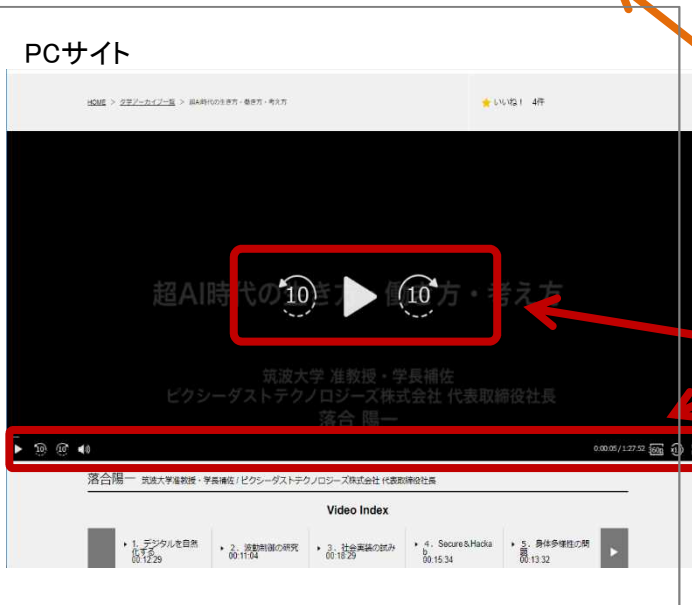 PCサイト
HOME > 夕学アーカイブ一覧 > 超AI時代の生き方・働き方・考え方
いいね! 4件
超AI時代の生き方・働き方・考え方
10
10
筑波大学 准教授・学長補佐
ピクシーダストテクノロジーズ株式会社 代表取締役社長
落合 陽一
10 10 0:00:05 / 1:27:52 360p x1
落合陽一 筑波大学准教授・学長補佐 / ピクシーダストテクノロジーズ株式会社 代表取締役社長
Video Index
1. デジタルを自然化する 00:12:29
2. 波動制御の研究 00:11:04
3. 社会実装の試み 00:18:29
4. Secure&Hackab 00:15:34
5. 身体多様性の問題 00:13:32